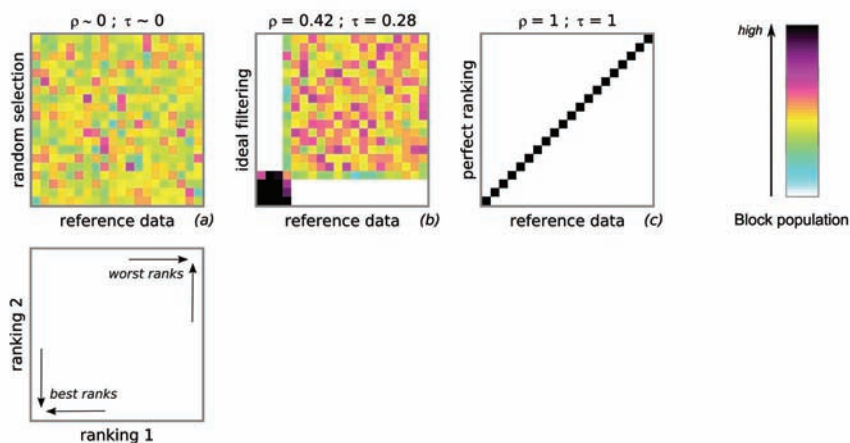 ρ ~ 0 ; τ ~ 0
ρ = 0.42 ; τ = 0.28
ρ = 1 ; τ = 1
high
random selection
ideal filtering
perfect ranking
reference data (a)
reference data (b)
reference data (c)
Block population
worst ranks
ranking 2
best ranks
ranking 1